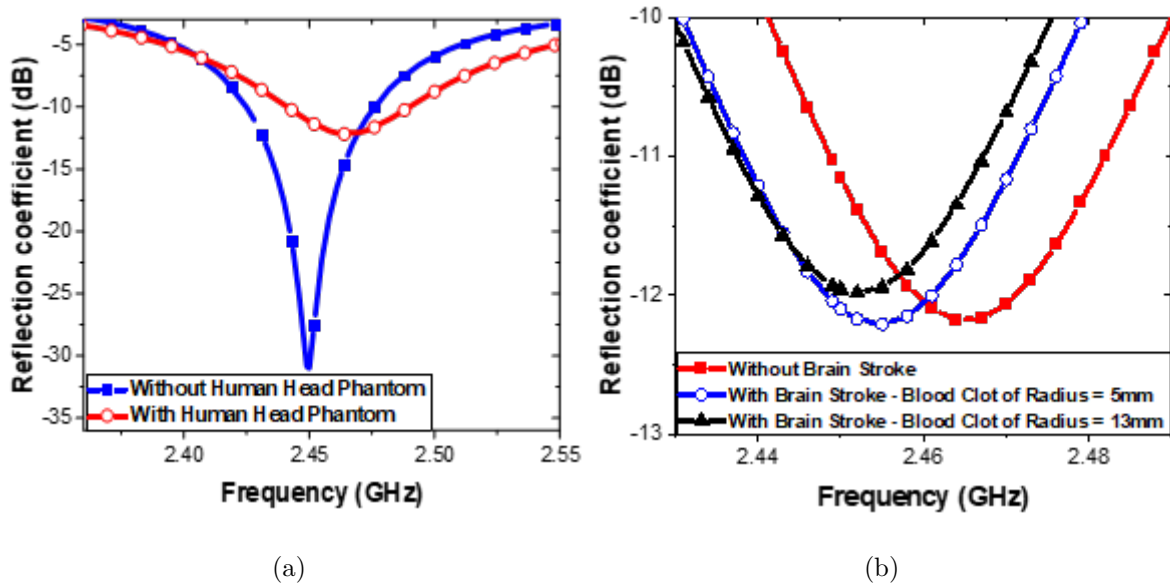 -5
-10
-15
-20
-25
-30
-35
Reflection coefficient (dB)
Without Human Head Phantom
With Human Head Phantom
2.40
2.45
2.50
2.55
Frequency (GHz)
(a)
-10
-11
-12
-13
Reflection coefficient (dB)
Without Brain Stroke
With Brain Stroke - Blood Clot of Radius = 5mm
With Brain Stroke - Blood Clot of Radius = 13mm
2.44
2.46
2.48
Frequency (GHz)
(b)